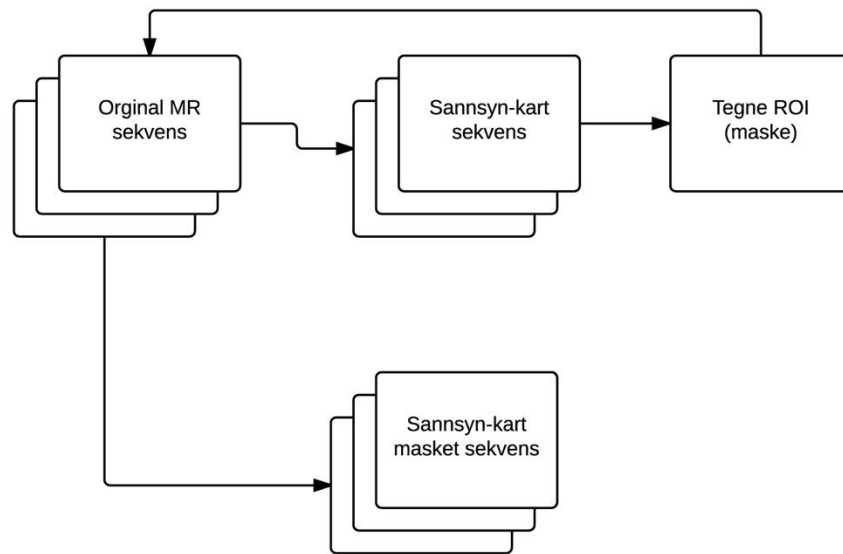 Orginal MR
sekvens
Sannsyn-kart
sekvens
Tegne ROI
(maske)
Sannsyn-kart
masket sekvens